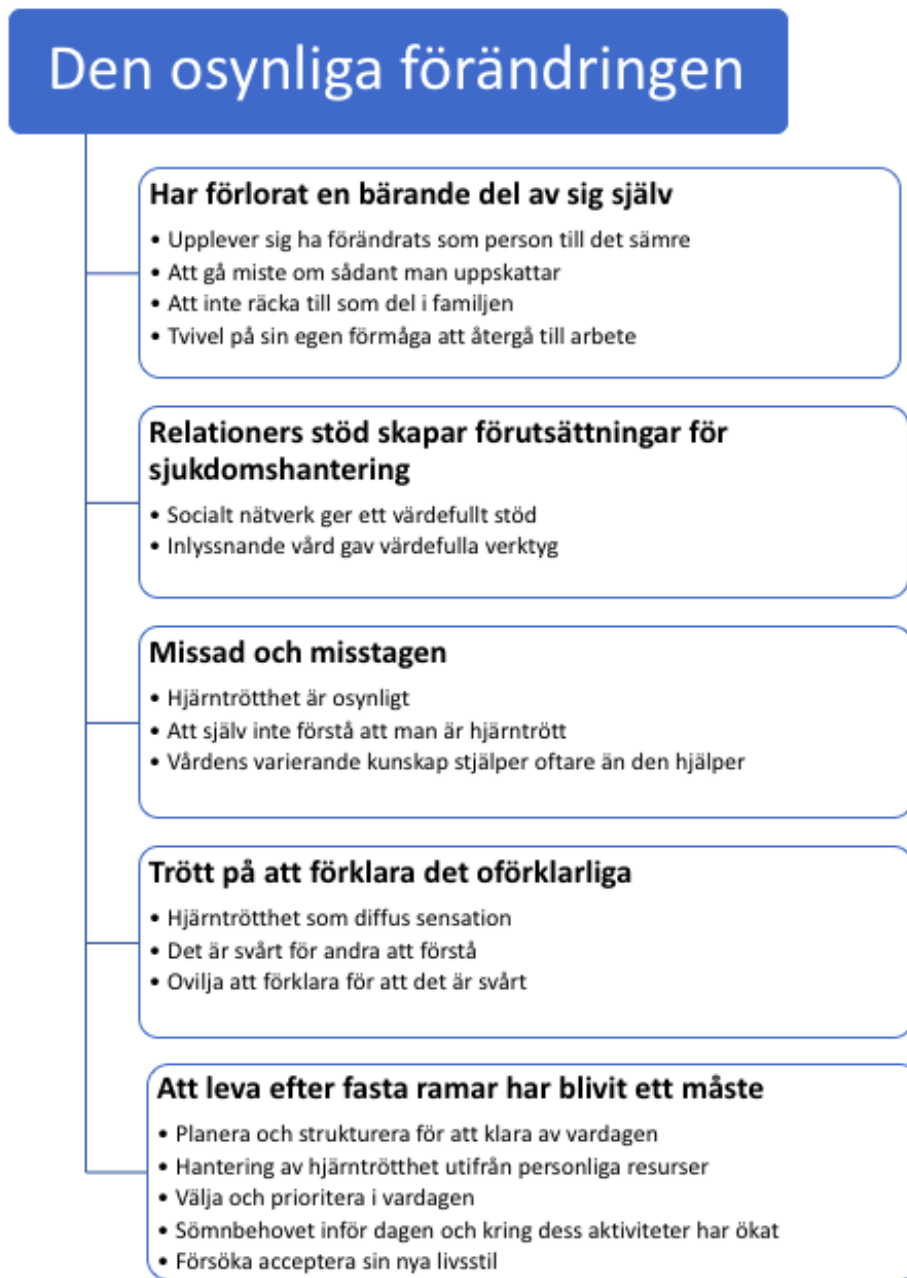 Den osynliga förändringen
Har förlorat en bärande del av sig själv
• Upplever sig ha förändrats som person till det sämre
• Att gå miste om sådant man uppskattar
• Att inte räcka till som del i familjen
• Tvivel på sin egen förmåga att återgå till arbete
Relationers stöd skapar förutsättningar för
sjukdomshantering
• Socialt nätverk ger ett värdefullt stöd
• Inlyssnande vård gav värdefulla verktyg
Missad och misstagen
• Hjärntrötthet är osynligt
• Att själv inte förstå att man är hjärntrött
• Vårdens varierande kunskap stjälper oftare än den hjälper
Trött på att förklara det oförklarliga
• Hjärntrötthet som diffus sensation
• Det är svårt för andra att förstå
• Ovilja att förklara för att det är svårt
Att leva efter fasta ramar har blivit ett måste
• Planera och strukturera för att klara av vardagen
• Hantering av hjärntrötthet utifrån personliga resurser
• Välja och prioritera i vardagen
• Sömnbehovet inför dagen och kring dess aktiviteter har ökat
• Försöka acceptera sin nya livsstil